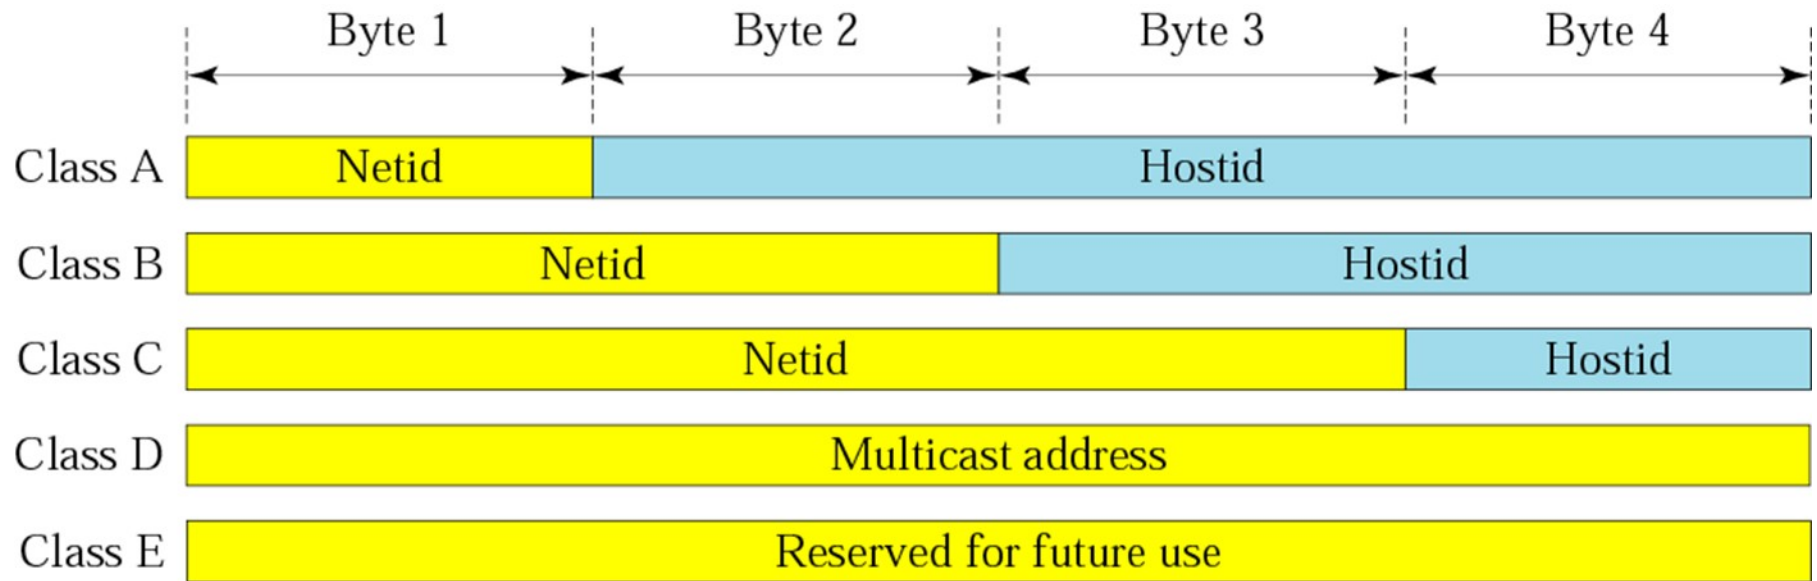 Byte 1 Byte 2 Byte 3 Byte 4
Class A Netid Hostid
Class B Netid Hostid
Class C Netid Hostid
Class D Multicast address
Class E Reserved for future use